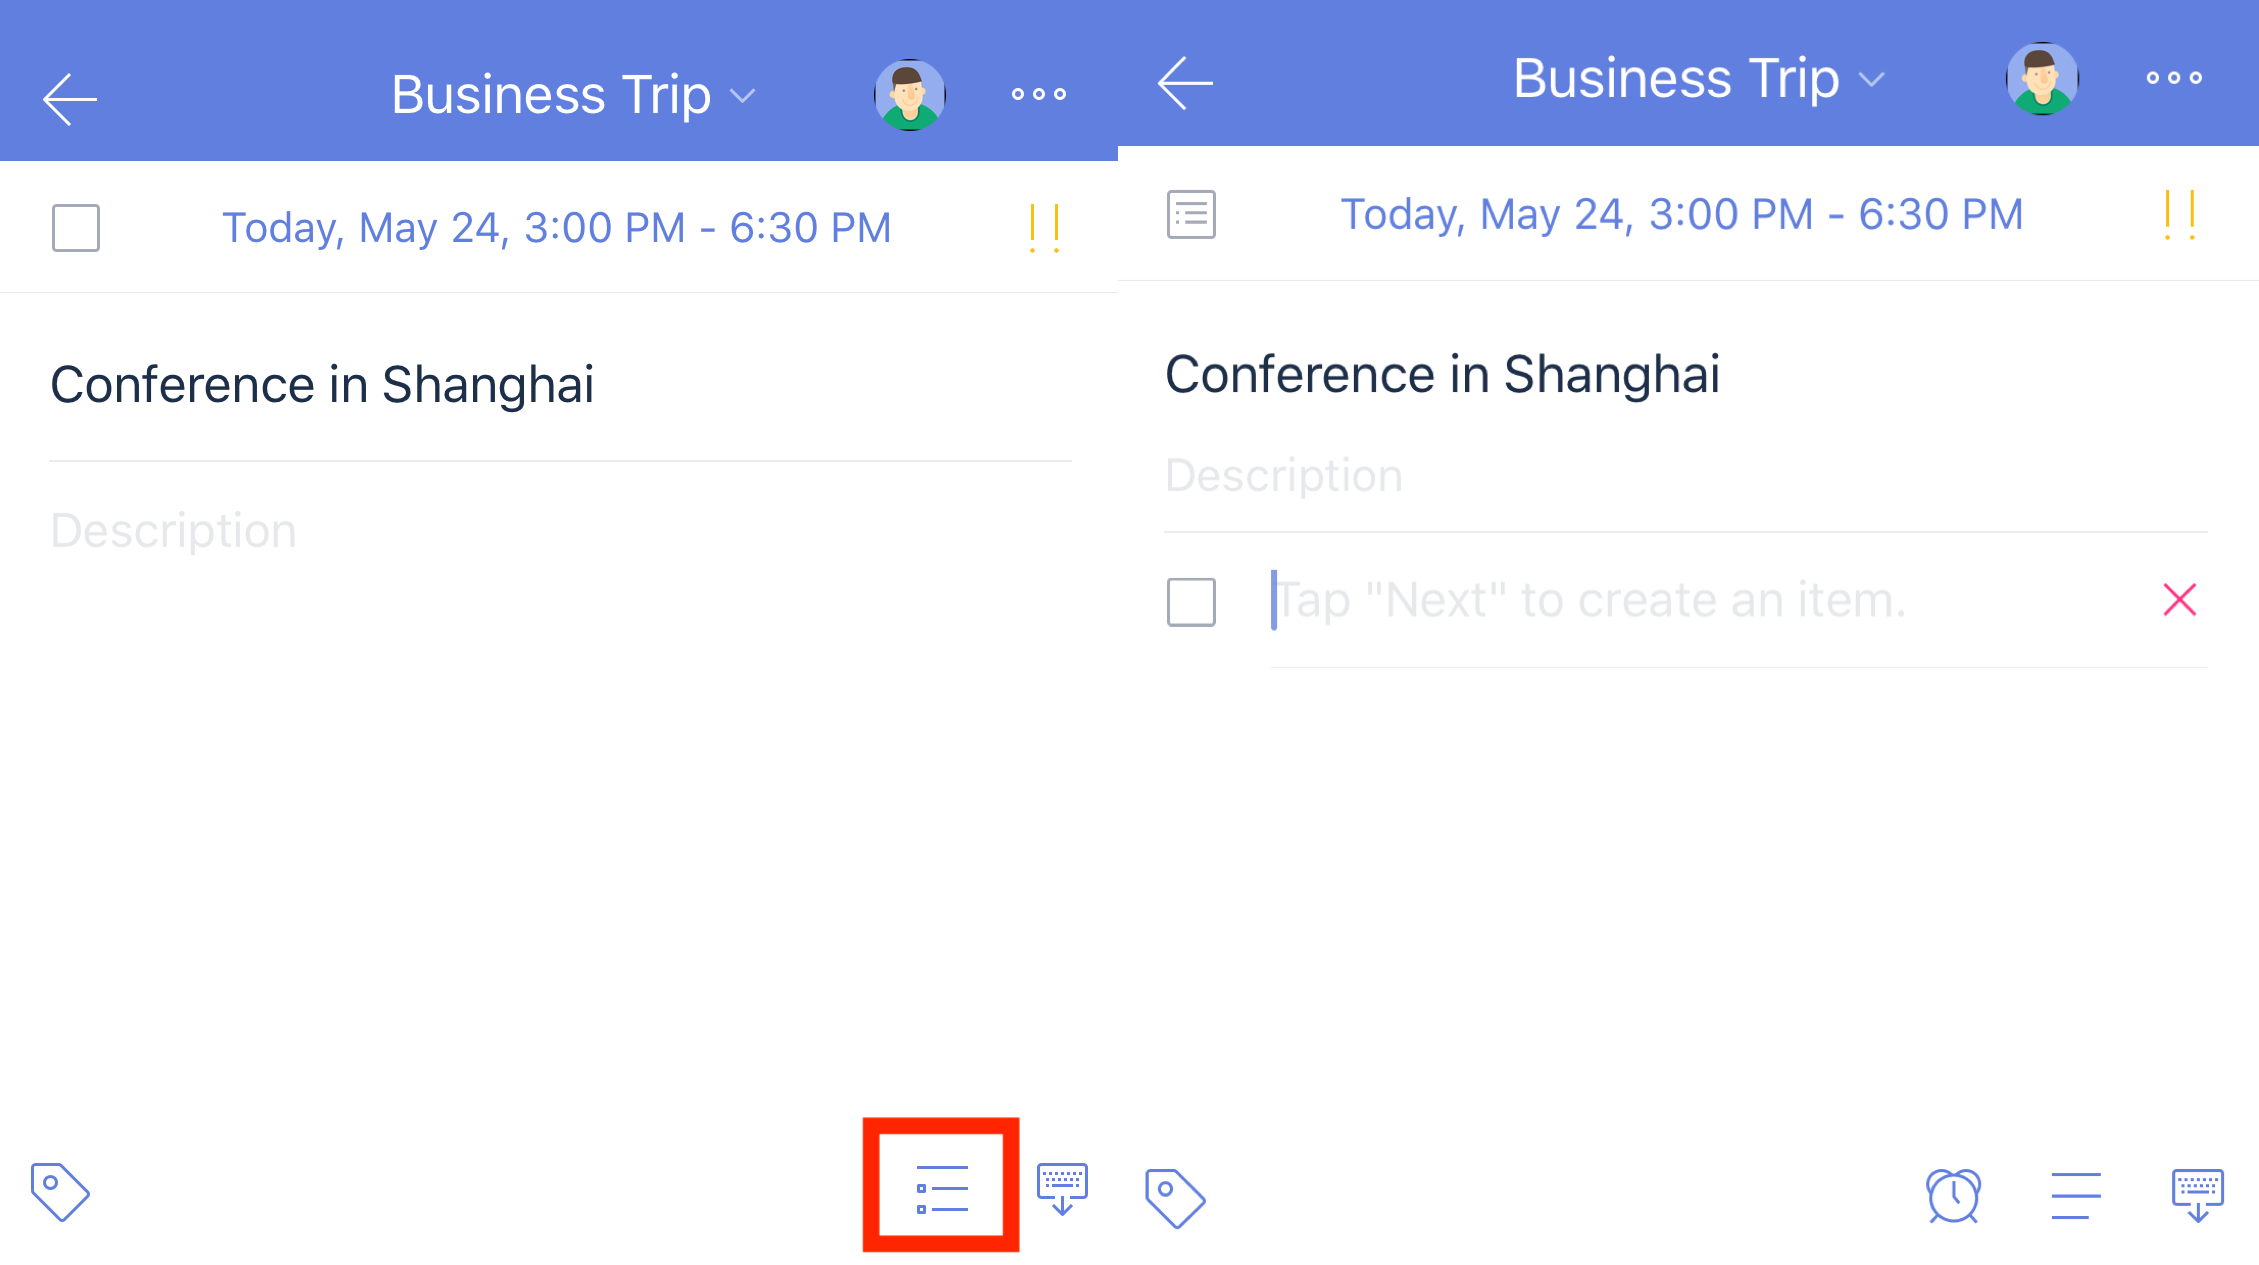 Business Trip
Today, May 24, 3:00 PM - 6:30 PM
Conference in Shanghai
Description
Business Trip
Today, May 24, 3:00 PM - 6:30 PM
Conference in Shanghai
Description
Tap "Next" to create an item.